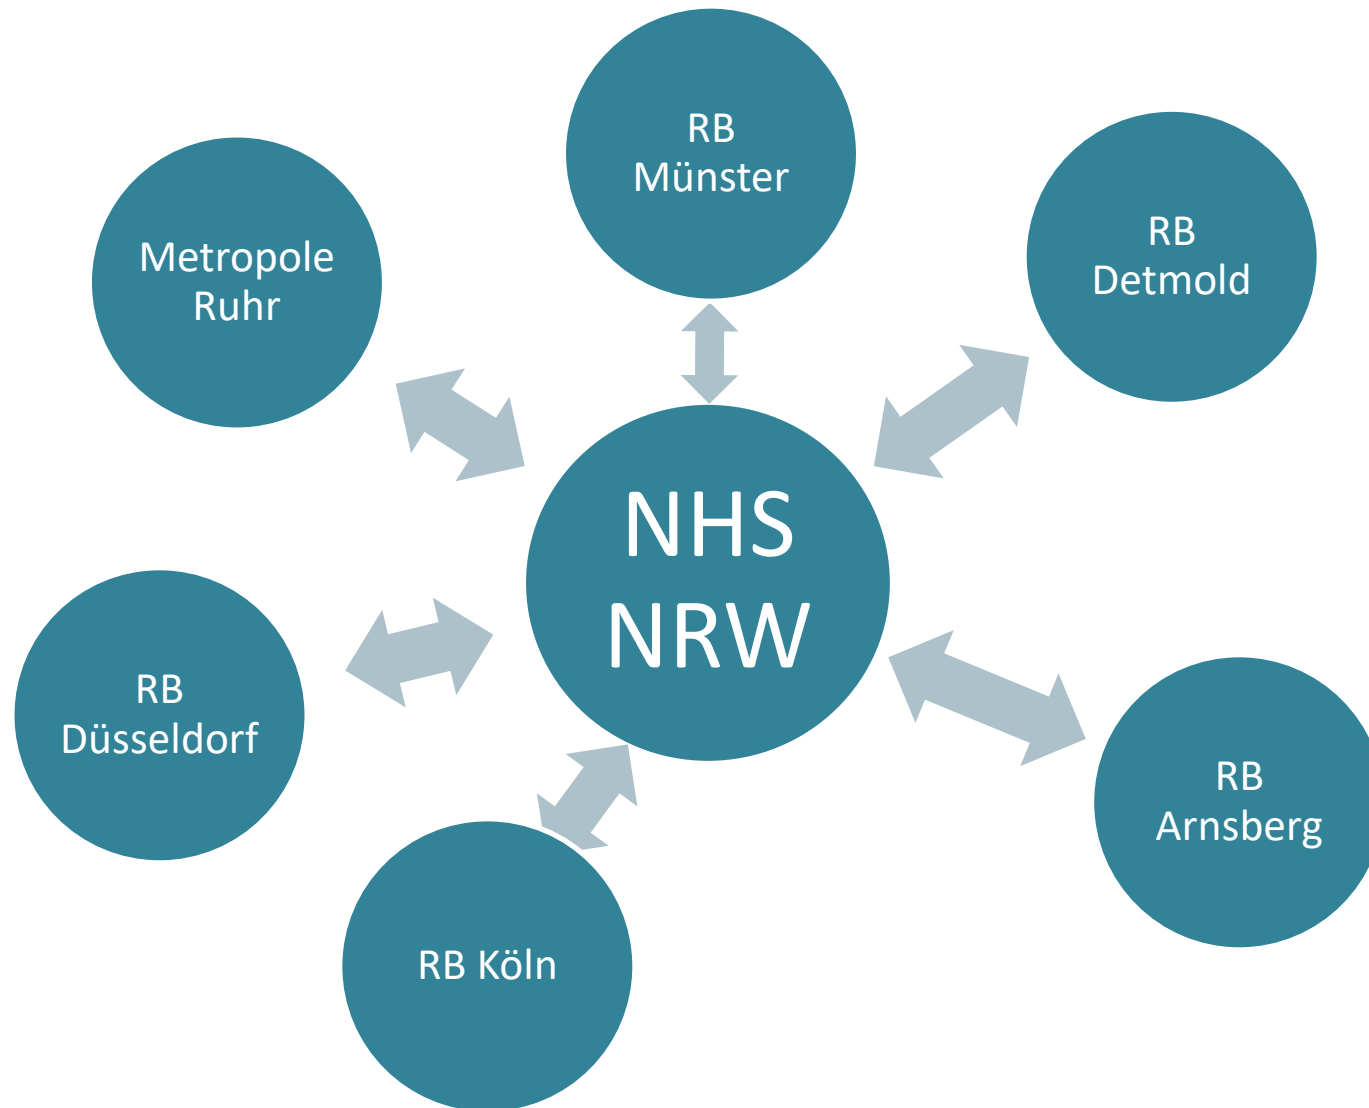 RB
Münster
Metropole
Ruhr
RB
Detmold
NHS
NRW
RB
Düsseldorf
RB
Arnsberg
RB Köln